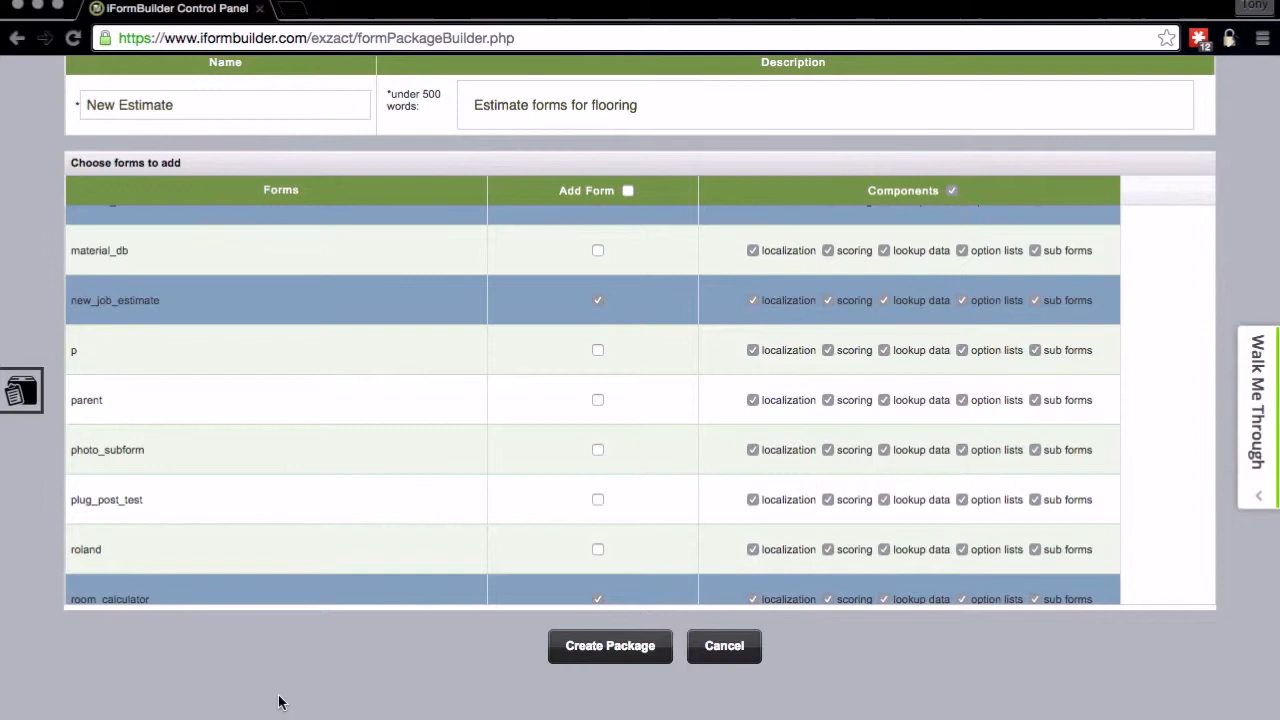 Tony
iFormBuilder Control Panel ×
https://www.iformbuilder.com/exzact/formPackageBuilder.php
12
Name Description
* New Estimate *under 500 words: Estimate forms for flooring
Choose forms to add
Forms Add Form Components
material_db localization scoring lookup data option lists sub forms
new_job_estimate localization scoring lookup data option lists sub forms
p localization scoring lookup data option lists sub forms
parent localization scoring lookup data option lists sub forms
photo_subform localization scoring lookup data option lists sub forms
plug_post_test localization scoring lookup data option lists sub forms
roland localization scoring lookup data option lists sub forms
room_calculator localization scoring lookup data option lists sub forms
Create Package Cancel
Walk Me Through